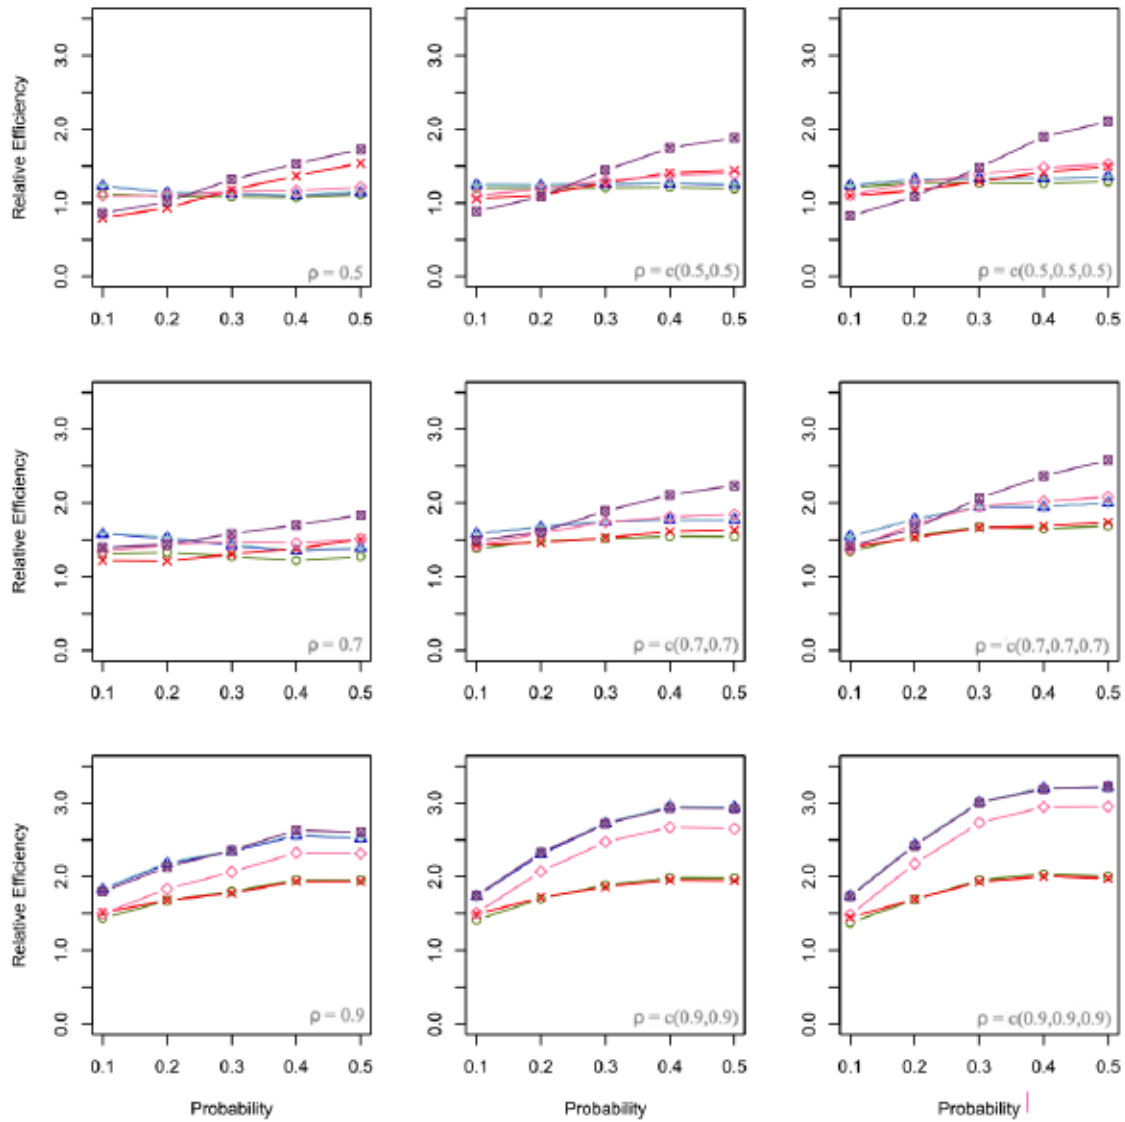 Relative Efficiency
0.0 1.0 2.0 3.0
ρ = 0.5
0.1 0.2 0.3 0.4 0.5
0.0 1.0 2.0 3.0
ρ = c(0.5,0.5)
0.1 0.2 0.3 0.4 0.5
0.0 1.0 2.0 3.0
ρ = c(0.5,0.5,0.5)
0.1 0.2 0.3 0.4 0.5
Relative Efficiency
0.0 1.0 2.0 3.0
ρ = 0.7
0.1 0.2 0.3 0.4 0.5
0.0 1.0 2.0 3.0
ρ = c(0.7,0.7)
0.1 0.2 0.3 0.4 0.5
0.0 1.0 2.0 3.0
ρ = c(0.7,0.7,0.7)
0.1 0.2 0.3 0.4 0.5
Relative Efficiency
0.0 1.0 2.0 3.0
ρ = 0.9
0.1 0.2 0.3 0.4 0.5
Probability
0.0 1.0 2.0 3.0
ρ = c(0.9,0.9)
0.1 0.2 0.3 0.4 0.5
Probability
0.0 1.0 2.0 3.0
ρ = c(0.9,0.9,0.9)
0.1 0.2 0.3 0.4 0.5
Probability